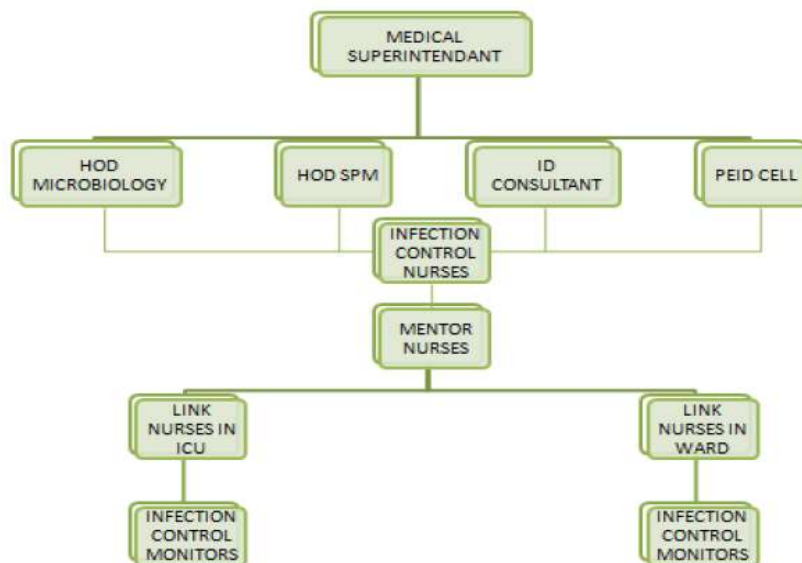 MEDICAL
SUPERINTENDANT
HOD
MICROBIOLOGY
HOD SPM
ID
CONSULTANT
PEID CELL
INFECTION
CONTROL
NURSES
MENTOR
NURSES
LINK
NURSES IN
ICU
LINK
NURSES IN
WARD
INFECTION
CONTROL
MONITORS
INFECTION
CONTROL
MONITORS